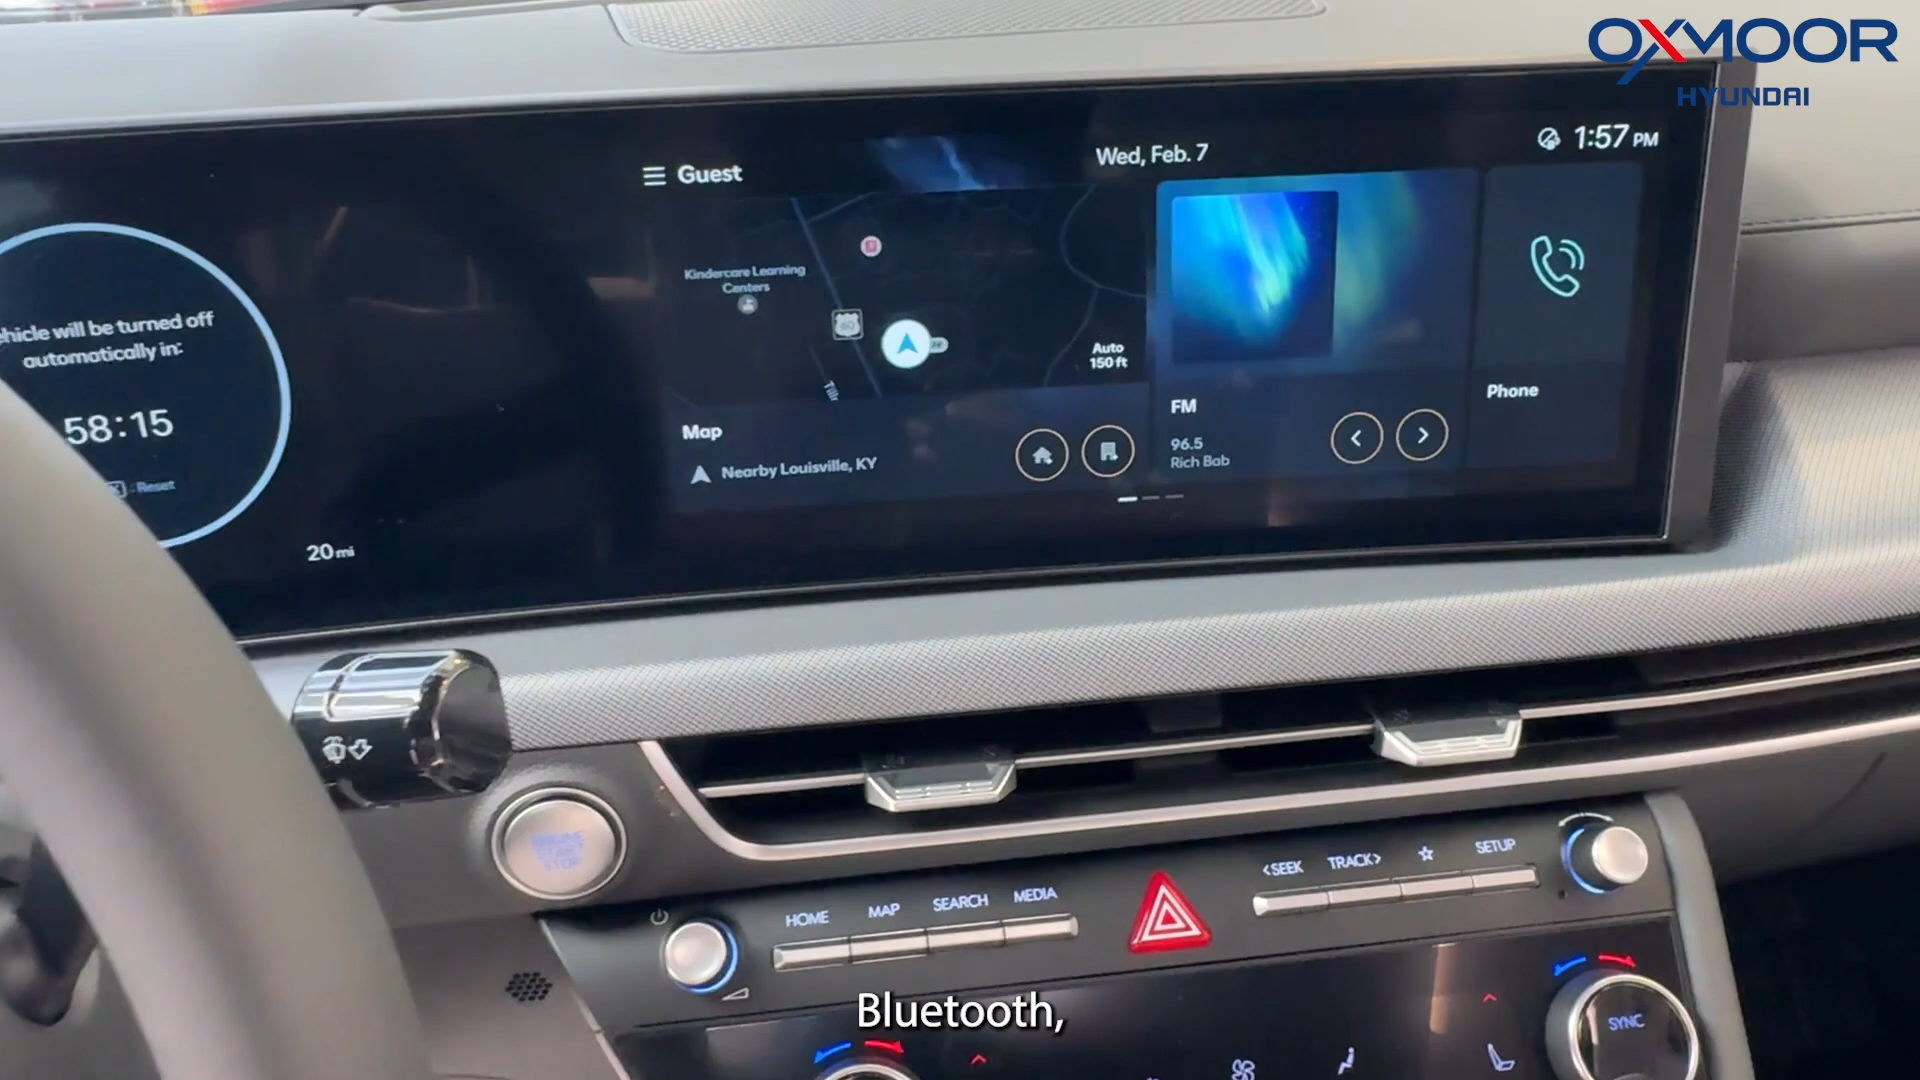 OXMOOR
HYUNDAI
1:57 PM
Wed, Feb. 7
Guest
Kindercare Learning
Centers
60
Auto
150 ft
Map
Nearby Louisville, KY
FM
96.5
Rich Bab
Phone
hicle will be turned off
automatically in:
58:15
: Reset
20 mi
HOME
MAP
SEARCH
MEDIA
<SEEK
TRACK>
SETUP
SYNC
Bluetooth,